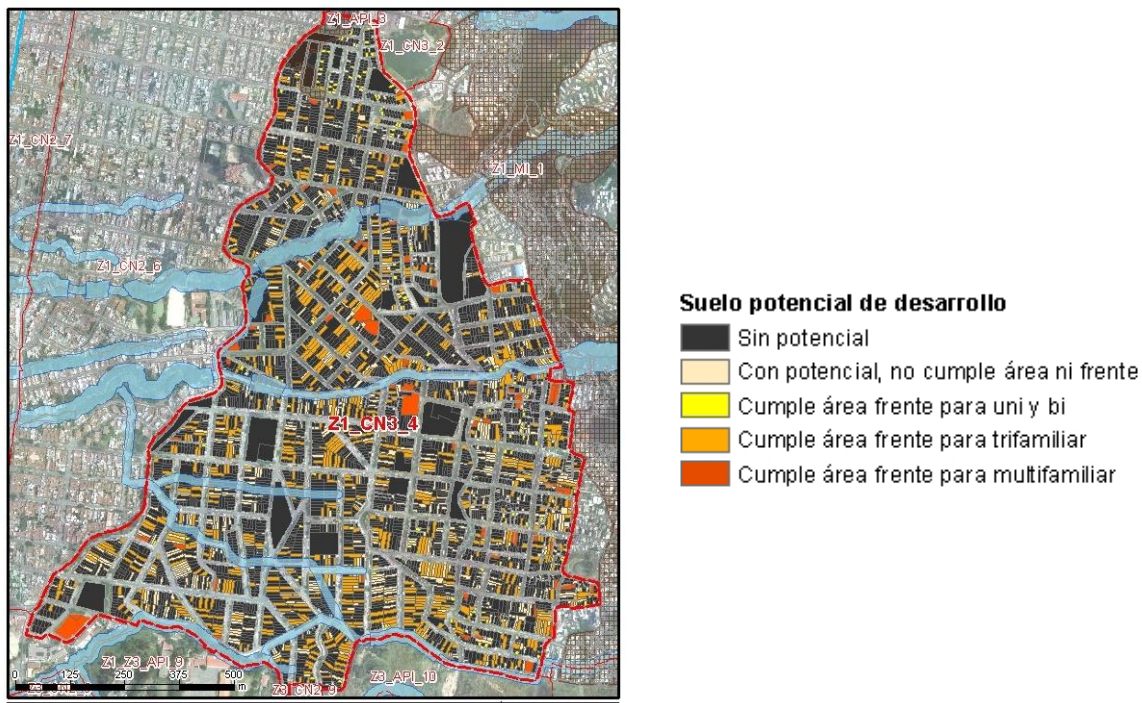 Z1_API_3
Z1_CN3_2
Z1_CN2_7
Z1_MI_1
Z1_CN2_6
Z1_CN3_4
Z1_Z3_API_9
Z3_API_10
Z3_CN2_9
0 125 250 375 500
m
Suelo potencial de desarrollo
Sin potencial
Con potencial, no cumple área ni frente
Cumple área frente para uni y bi
Cumple área frente para trifamiliar
Cumple área frente para multifamiliar